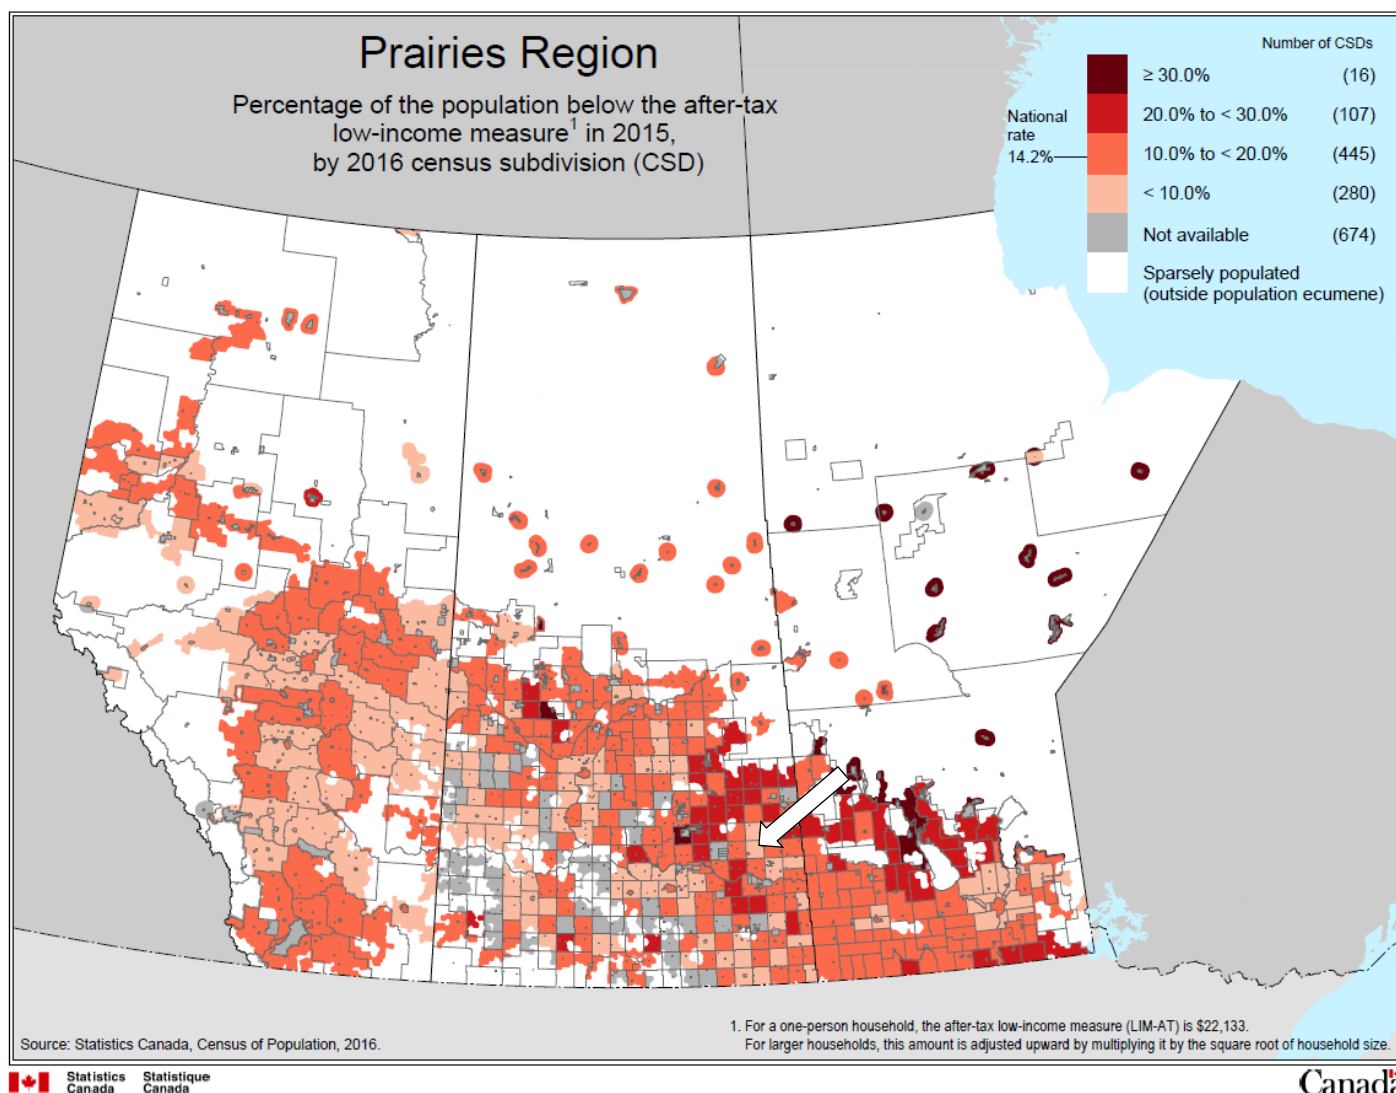 Prairies Region
Percentage of the population below the after-tax
low-income measure1 in 2015,
by 2016 census subdivision (CSD)
Number of CSDs
≥ 30.0% (16)
20.0% to < 30.0% (107)
National
rate
14.2%
10.0% to < 20.0% (445)
< 10.0% (280)
Not available (674)
Sparsely populated
(outside population ecumene)
1. For a one-person household, the after-tax low-income measure (LIM-AT) is $22,133.
For larger households, this amount is adjusted upward by multiplying it by the square root of household size.
Source: Statistics Canada, Census of Population, 2016.
Statistics Statistique
Canada Canada
Canada